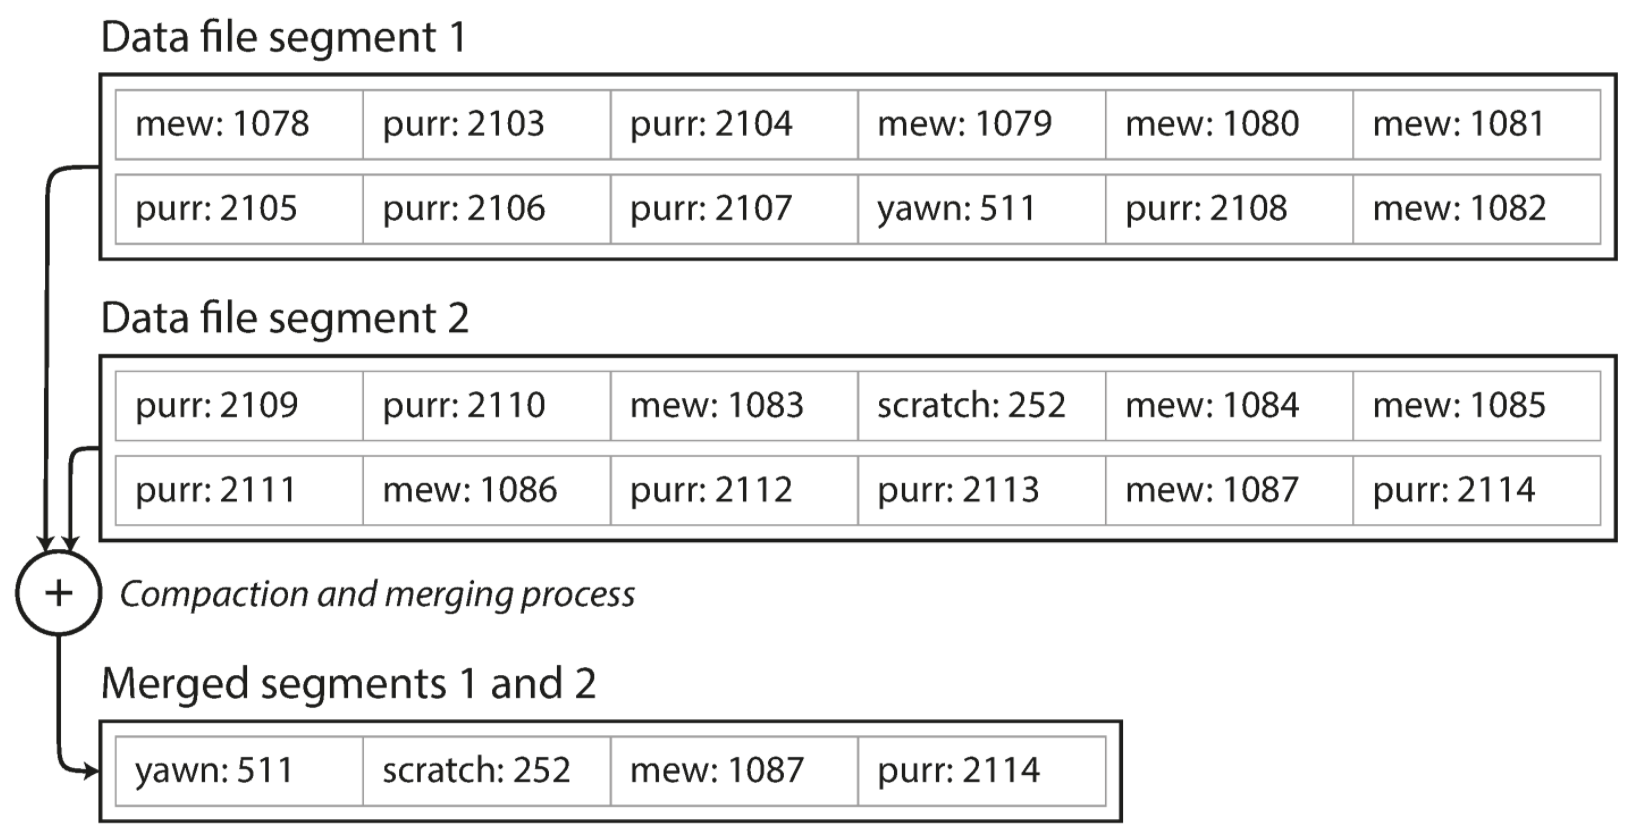 Data file segment 1
mew: 1078 purr: 2103 purr: 2104 mew: 1079 mew: 1080 mew: 1081
purr: 2105 purr: 2106 purr: 2107 yawn: 511 purr: 2108 mew: 1082
Data file segment 2
purr: 2109 purr: 2110 mew: 1083 scratch: 252 mew: 1084 mew: 1085
purr: 2111 mew: 1086 purr: 2112 purr: 2113 mew: 1087 purr: 2114
+ Compaction and merging process
Merged segments 1 and 2
yawn: 511 scratch: 252 mew: 1087 purr: 2114